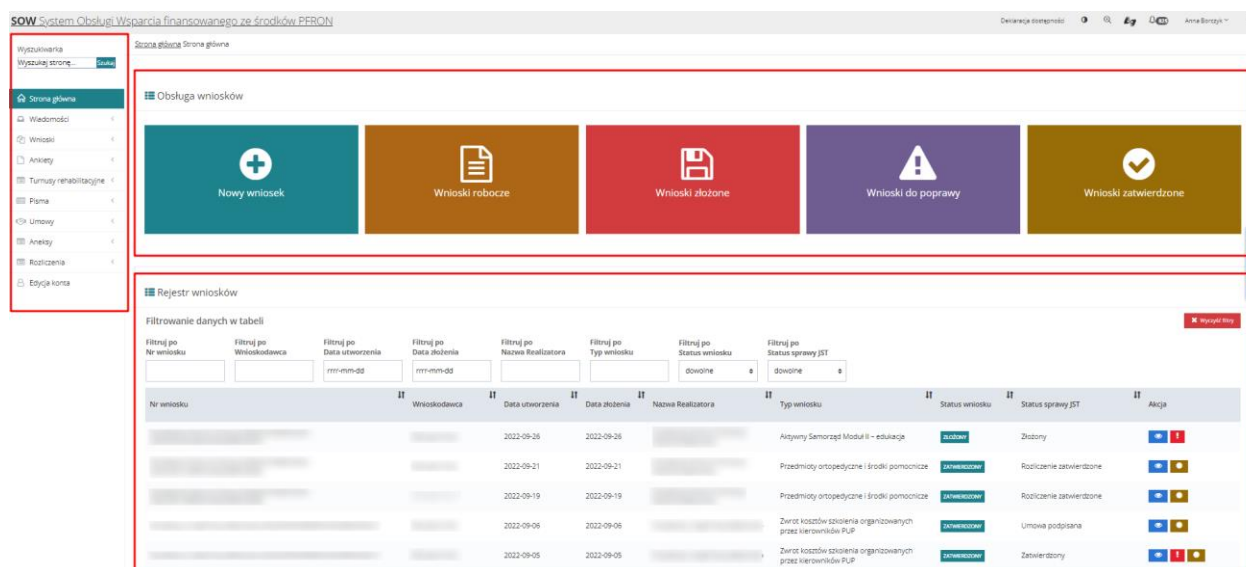 SOW System Obsługi Wsparcia finansowanego ze środków PFRON
Deklaracja dostępności
Anna Borczyk
Wyszukiwarka
Wyszukaj stronę... Szukaj
Strona główna
Wiadomości
Wnioski
Ankiety
Turnusy rehabilitacyjne
Pisma
Umowy
Aneksy
Rozliczenia
Edycja konta
Strona główna Strona główna
Obsługa wniosków
Nowy wniosek
Wnioski robocze
Wnioski złożone
Wnioski do poprawy
Wnioski zatwierdzone
Rejestr wniosków
Filtrowanie danych w tabeli
Wyczyść filtry
Filtruj po Nr wniosku
Filtruj po Wnioskodawca
Filtruj po Data utworzenia
Filtruj po Data złożenia
Filtruj po Nazwa Realizatora
Filtruj po Typ wniosku
Filtruj po Status wniosku
Filtruj po Status sprawy JST
rrrr-mm-dd rrrr-mm-dd dowolne dowolne
Nr wniosku Wnioskodawca Data utworzenia Data złożenia Nazwa Realizatora Typ wniosku Status wniosku Status sprawy JST Akcja
2022-09-26 2022-09-26 Aktywny Samorząd Moduł II – edukacja ZŁOŻONY Złożony
2022-09-21 2022-09-21 Przedmioty ortopedyczne i środki pomocnicze ZATWIERDZONY Rozliczenie zatwierdzone
2022-09-19 2022-09-19 Przedmioty ortopedyczne i środki pomocnicze ZATWIERDZONY Rozliczenie zatwierdzone
2022-09-06 2022-09-06 Zwrot kosztów szkolenia organizowanych przez kierowników PUP ZATWIERDZONY Umowa podpisana
2022-09-05 2022-09-05 Zwrot kosztów szkolenia organizowanych przez kierowników PUP ZATWIERDZONY Zatwierdzony